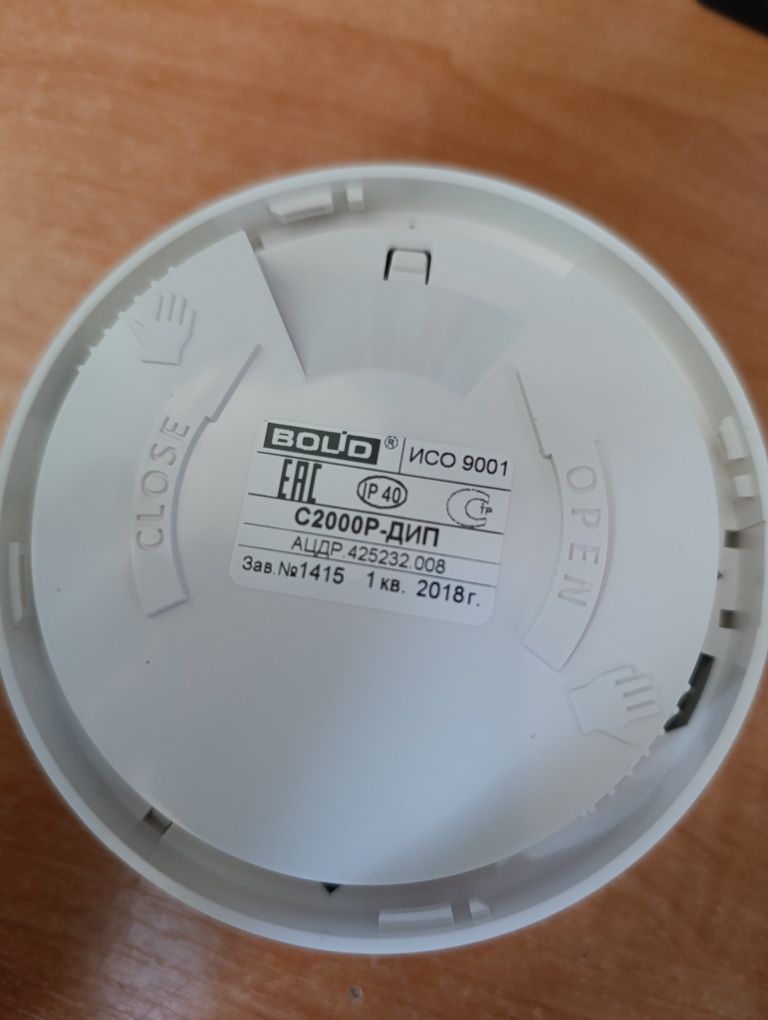 BOLID® ИСО 9001
EAC IP 40
С2000Р-ДИП
АЦДР.425232.008
Зав.№1415 1 кв. 2018г.
CLOSE
OPEN